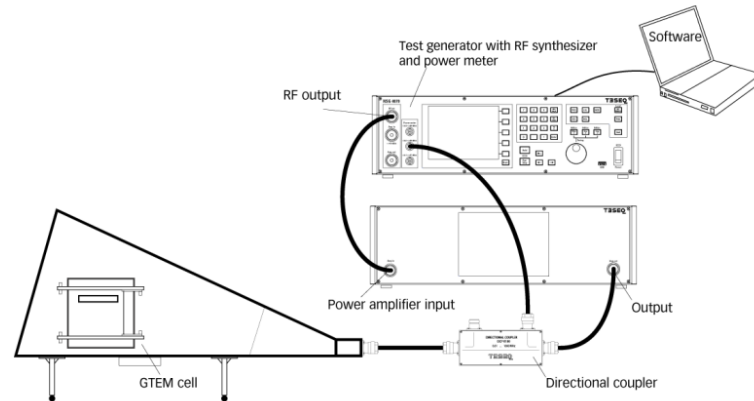 Software
Test generator with RF synthesizer
and power meter
RF output
TESEQ
TESEQ
Power amplifier input
Output
DIRECTIONAL COUPLER
TESEQ
GTEM cell
Directional coupler